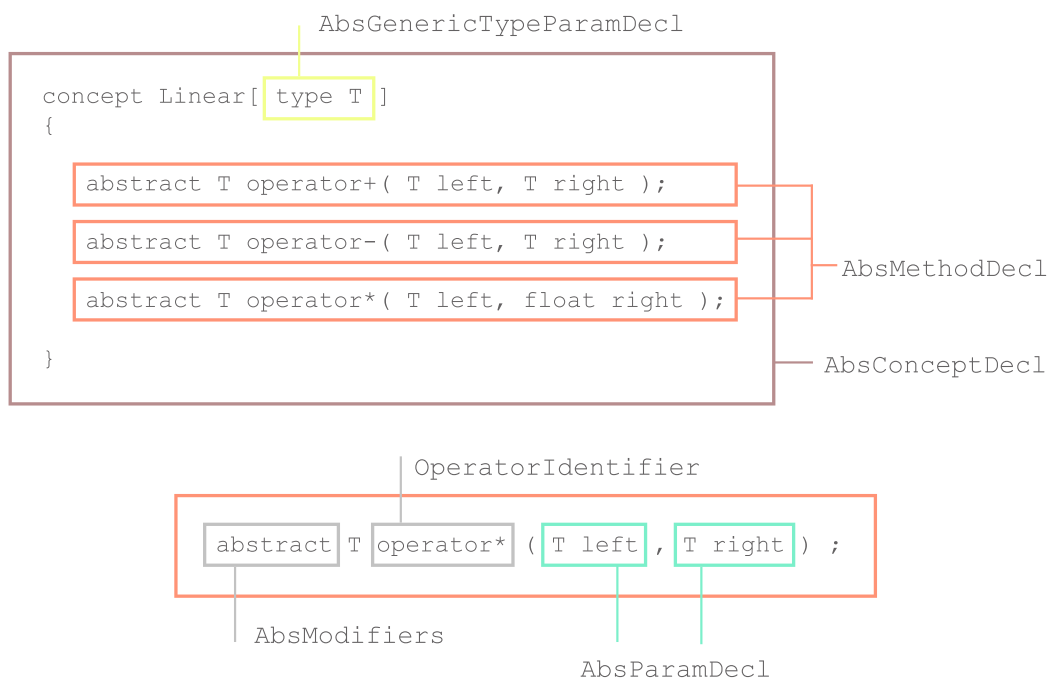 AbsGenericTypeParamDecl
concept Linear[ type T ]
{
abstract T operator+( T left, T right );
abstract T operator-( T left, T right );
AbsMethodDecl
abstract T operator*( T left, float right );
}
AbsConceptDecl
OperatorIdentifier
abstract T operator* ( T left , T right ) ;
AbsModifiers
AbsParamDecl